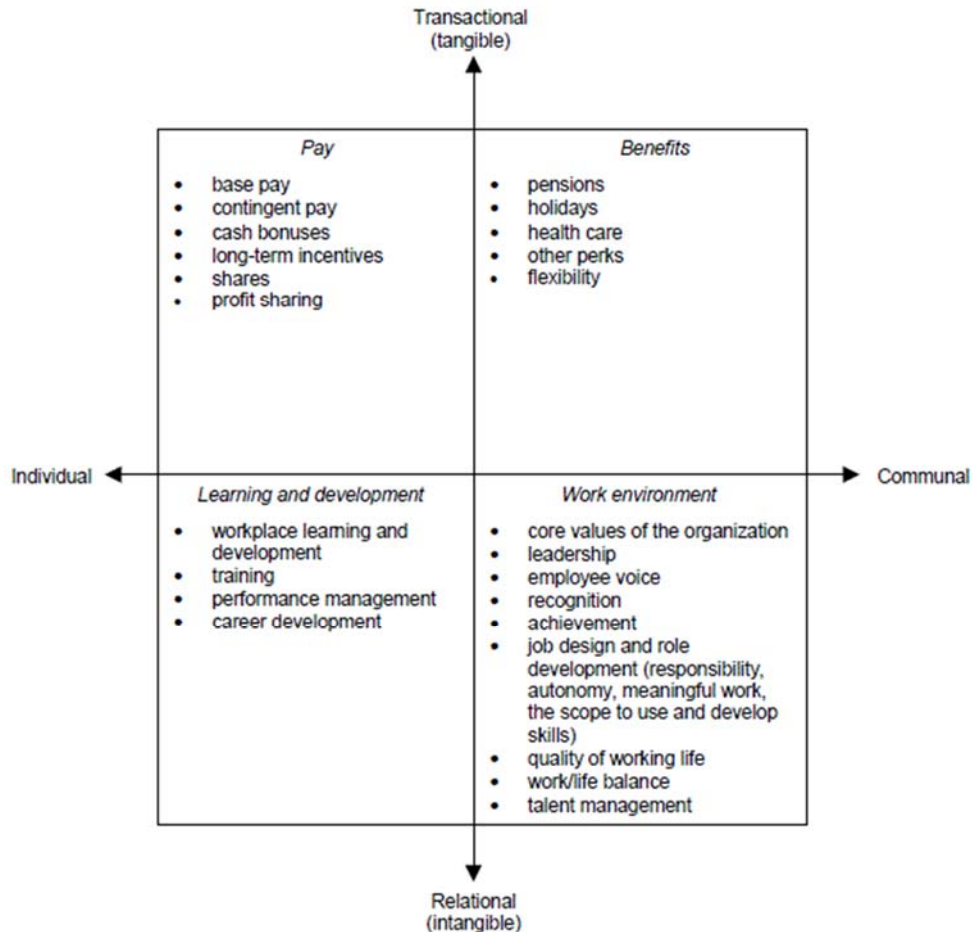 Transactional
(tangible)
Pay
• base pay
• contingent pay
• cash bonuses
• long-term incentives
• shares
• profit sharing
Benefits
• pensions
• holidays
• health care
• other perks
• flexibility
Individual
Communal
Learning and development
• workplace learning and
development
• training
• performance management
• career development
Work environment
• core values of the organization
• leadership
• employee voice
• recognition
• achievement
• job design and role
development (responsibility,
autonomy, meaningful work,
the scope to use and develop
skills)
• quality of working life
• work/life balance
• talent management
Relational
(intangible)